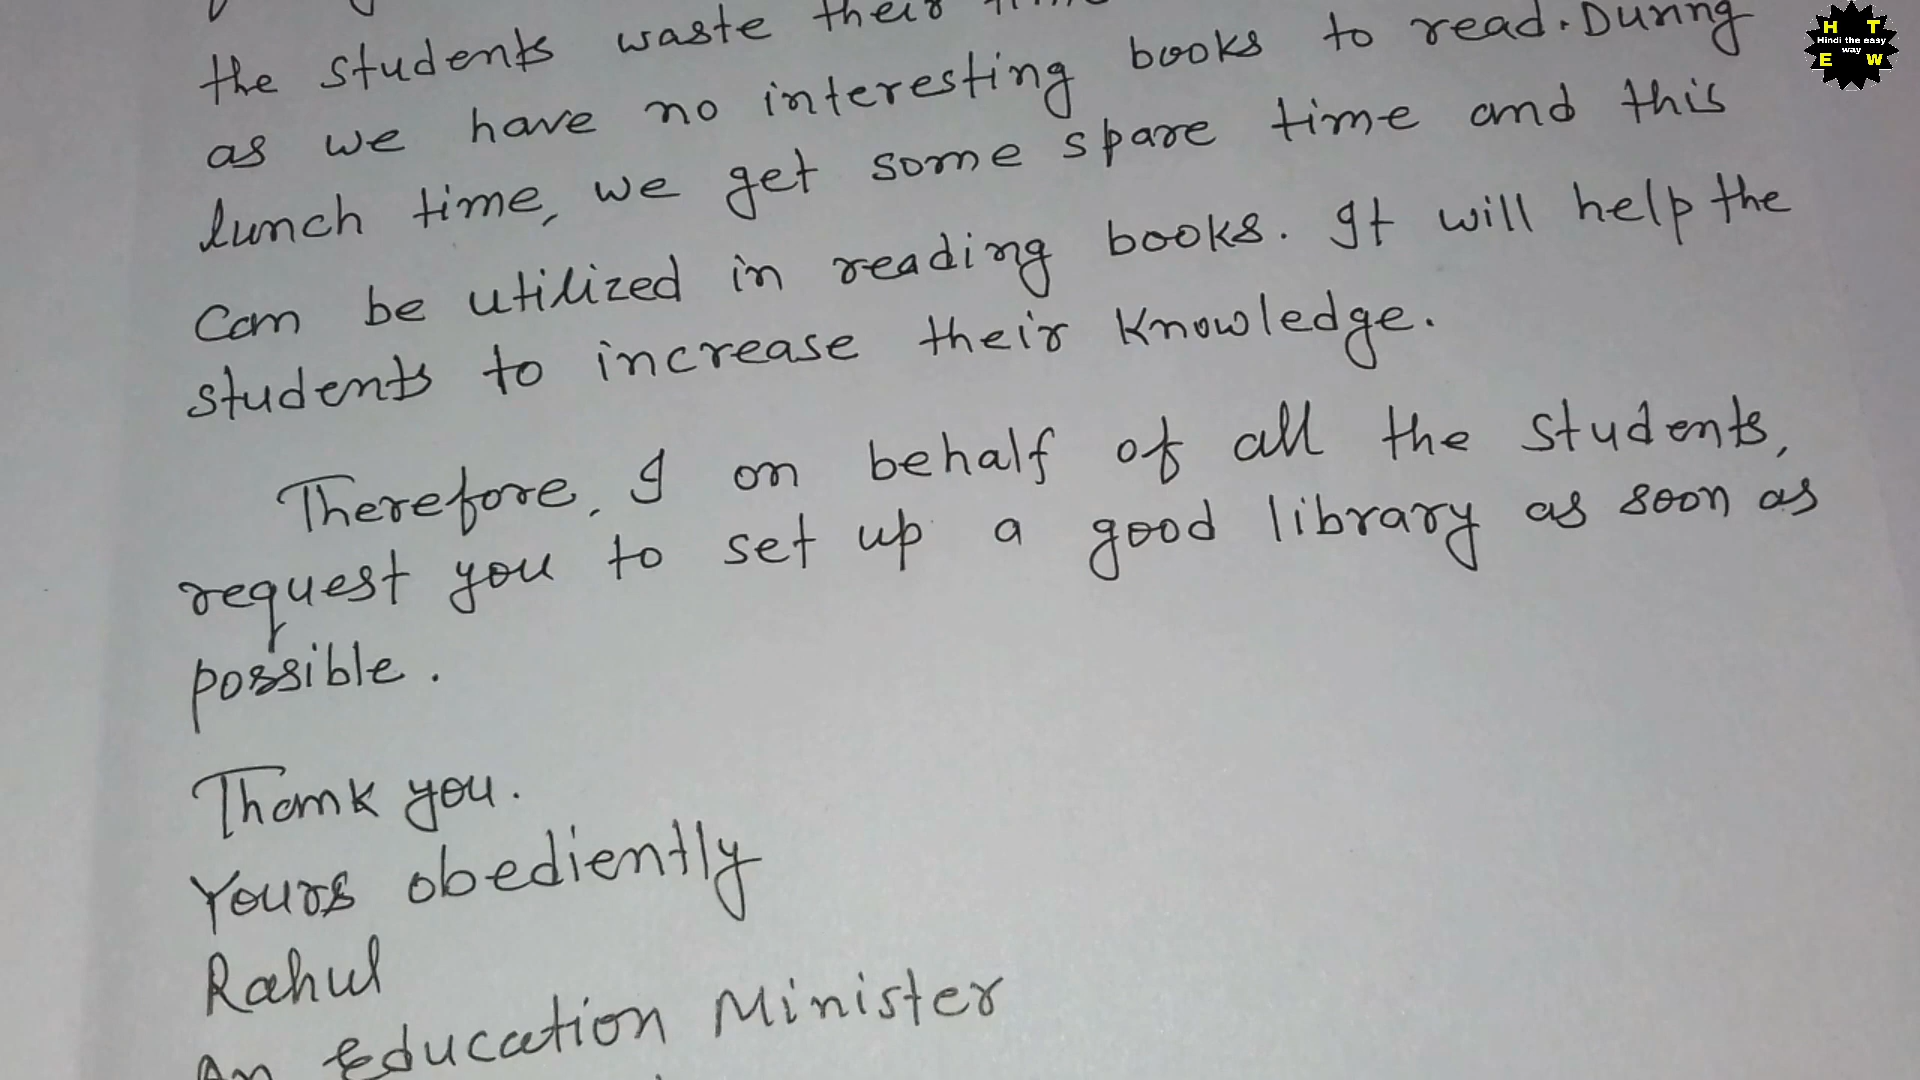 the students waste their time
as we have no interesting books to read. During
lunch time, we get some spare time and this
can be utilized in reading books. It will help the
students to increase their knowledge.
Therefore, I on behalf of all the students,
request you to set up a good library as soon as
possible.
Thank you.
Yours obediently
Rahul
An Education Minister
H T
Hindi the easy
way
E W